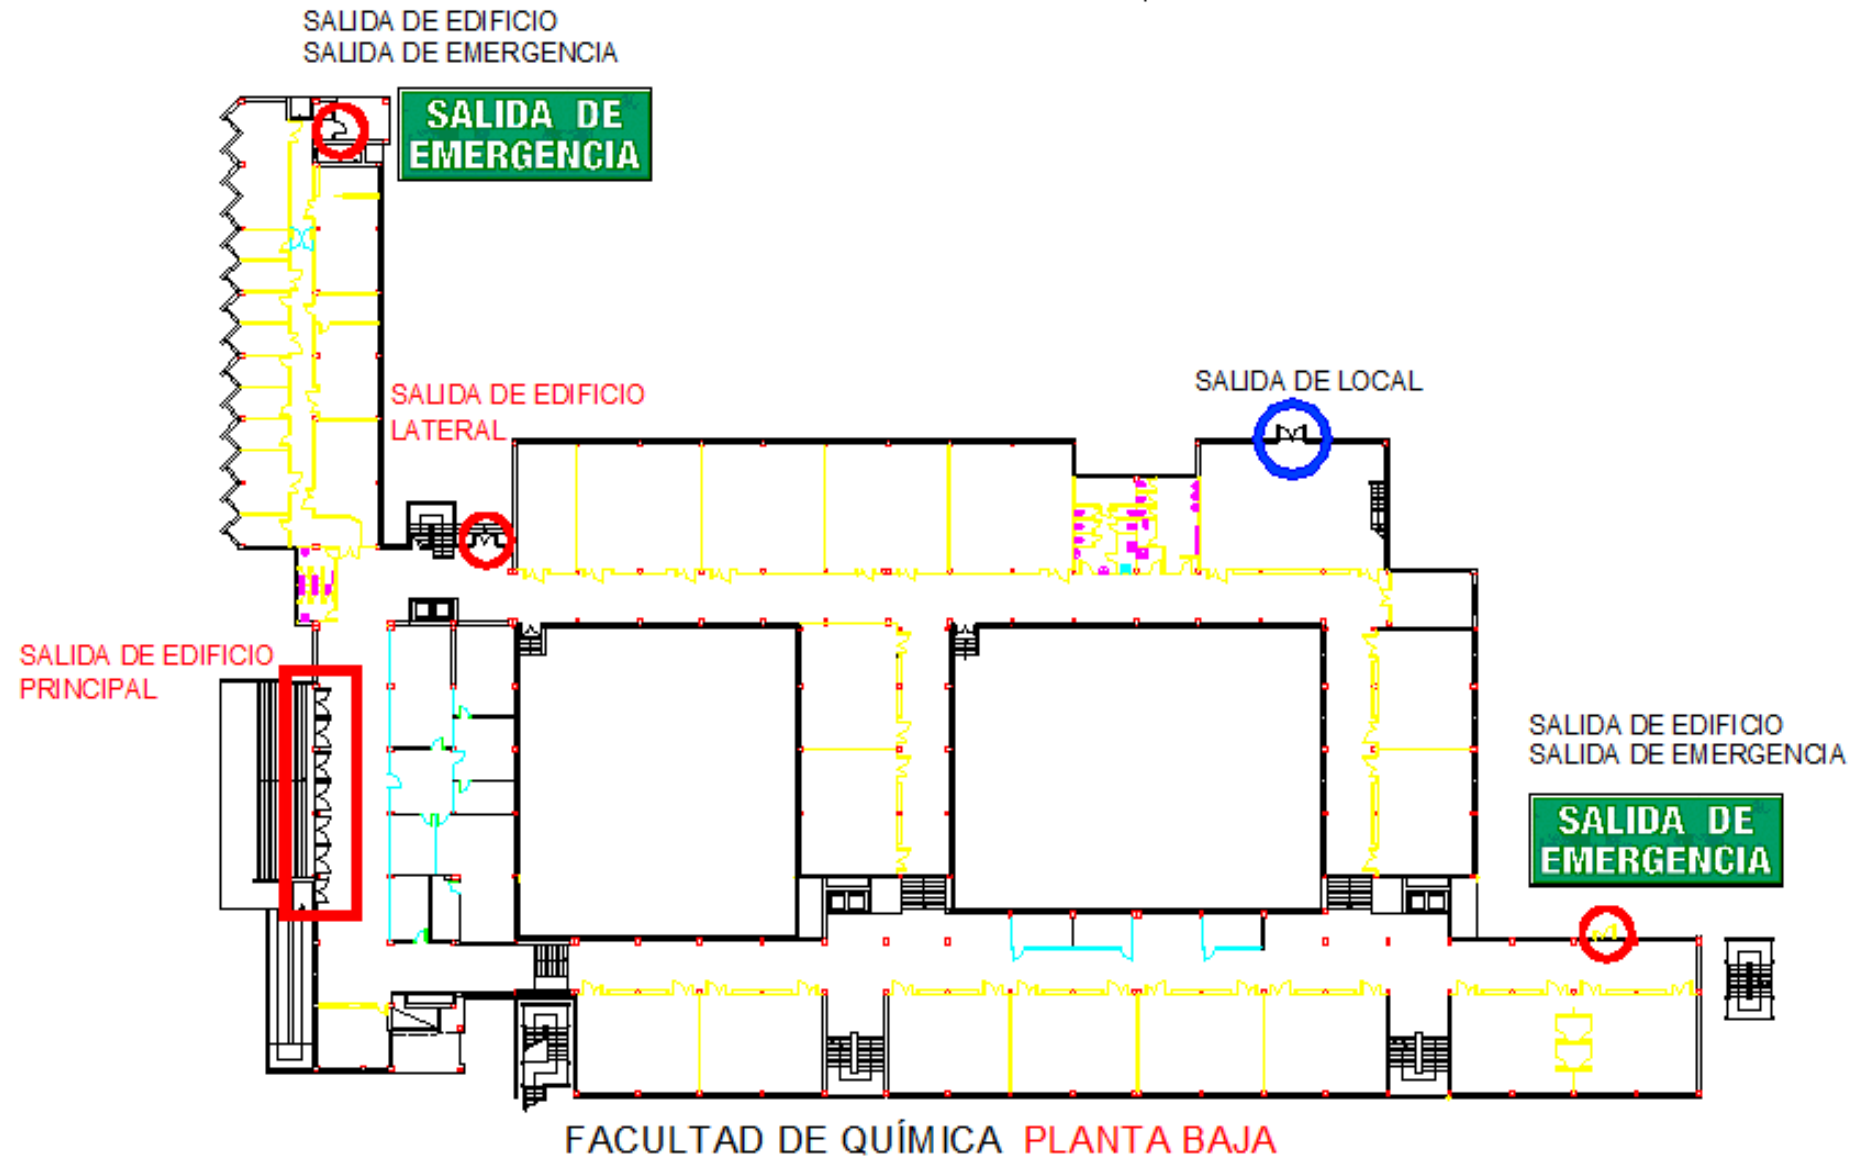 SALIDA DE EDIFICIO
SALIDA DE EMERGENCIA
SALIDA DE
EMERGENCIA
SALIDA DE LOCAL
SALIDA DE EDIFICIO
LATERAL
SALIDA DE EDIFICIO
PRINCIPAL
SALIDA DE EDIFICIO
SALIDA DE EMERGENCIA
SALIDA DE
EMERGENCIA
FACULTAD DE QUÍMICA PLANTA BAJA